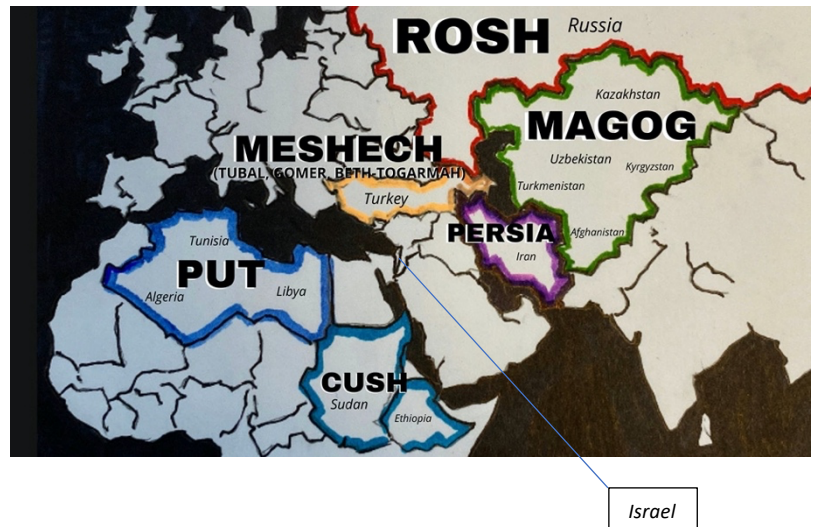 ROSH Russia
Kazakhstan
MAGOG
MESHECH
(TUBAL, GOMER, BETH-TOGARMAH)
Uzbekistan
Kyrgyzstan
Turkmenistan
Turkey
PERSIA
Afghanistan
Iran
Tunisia
PUT
Algeria
Libya
CUSH
Sudan
Ethiopia
Israel